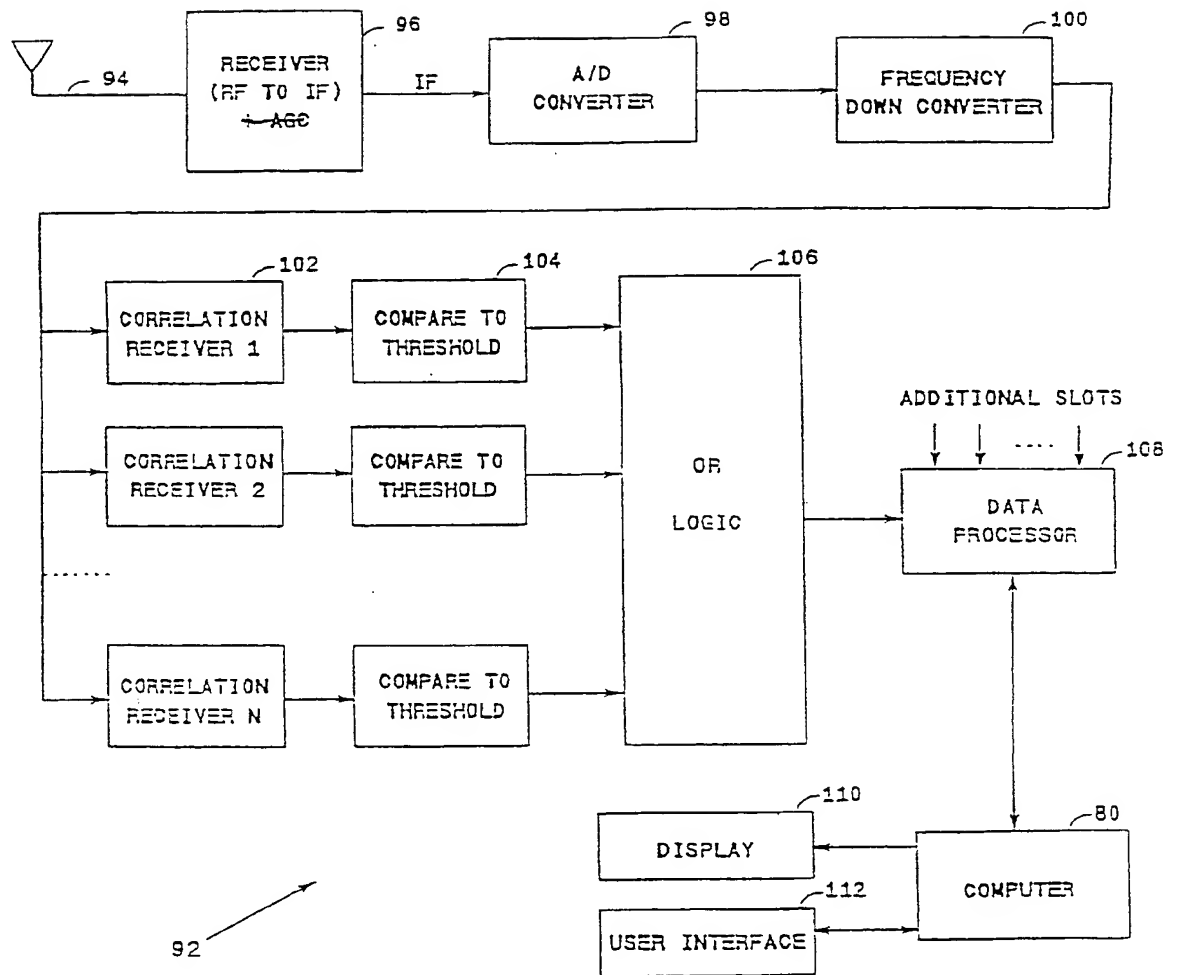 94
96
RECEIVER
(RF TO IF)
+ AGC
IF
98
A/D
CONVERTER
100
FREQUENCY
DOWN CONVERTER
102
CORRELATION
RECEIVER 1
104
COMPARE TO
THRESHOLD
106
OR
LOGIC
CORRELATION
RECEIVER 2
COMPARE TO
THRESHOLD
.......
CORRELATION
RECEIVER N
COMPARE TO
THRESHOLD
ADDITIONAL SLOTS
....
108
DATA
PROCESSOR
110
DISPLAY
80
COMPUTER
112
USER INTERFACE
92